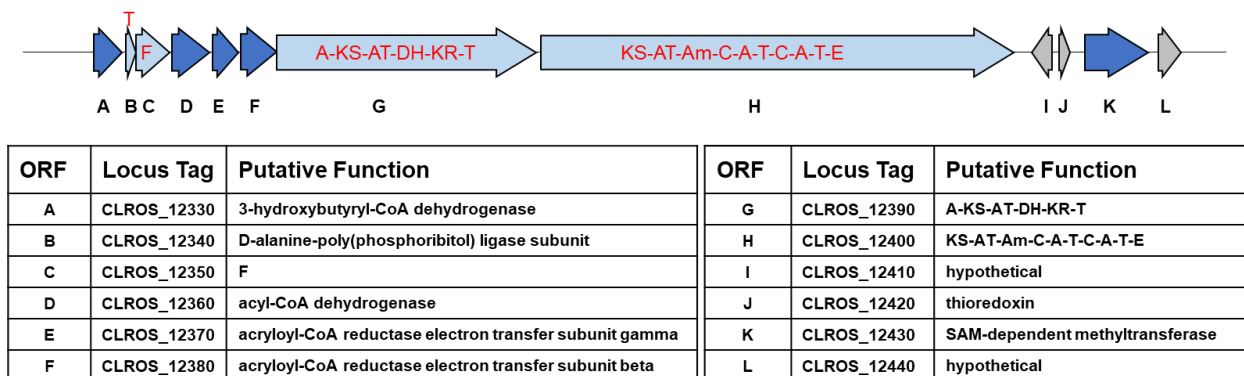 T
F
A-KS-AT-DH-KR-T
KS-AT-Am-C-A-T-C-A-T-E
A B C D E F G H I J K L
ORF Locus Tag Putative Function
A CLROS_12330 3-hydroxybutyryl-CoA dehydrogenase
B CLROS_12340 D-alanine-poly(phosphoribitol) ligase subunit
C CLROS_12350 F
D CLROS_12360 acyl-CoA dehydrogenase
E CLROS_12370 acryloyl-CoA reductase electron transfer subunit gamma
F CLROS_12380 acryloyl-CoA reductase electron transfer subunit beta
ORF Locus Tag Putative Function
G CLROS_12390 A-KS-AT-DH-KR-T
H CLROS_12400 KS-AT-Am-C-A-T-C-A-T-E
I CLROS_12410 hypothetical
J CLROS_12420 thioredoxin
K CLROS_12430 SAM-dependent methyltransferase
L CLROS_12440 hypothetical